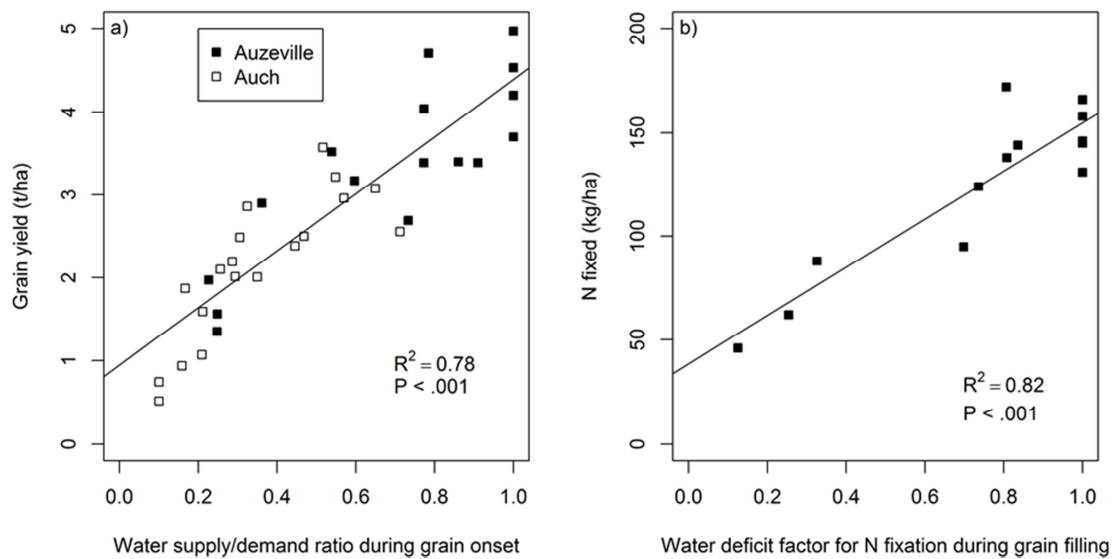 a)
Auzeville
Auch
Grain yield (t/ha)
5
4
3
2
1
0
R² = 0.78
P < .001
0.0 0.2 0.4 0.6 0.8 1.0
Water supply/demand ratio during grain onset
b)
N fixed (kg/ha)
200
150
100
50
0
R² = 0.82
P < .001
0.0 0.2 0.4 0.6 0.8 1.0
Water deficit factor for N fixation during grain filling